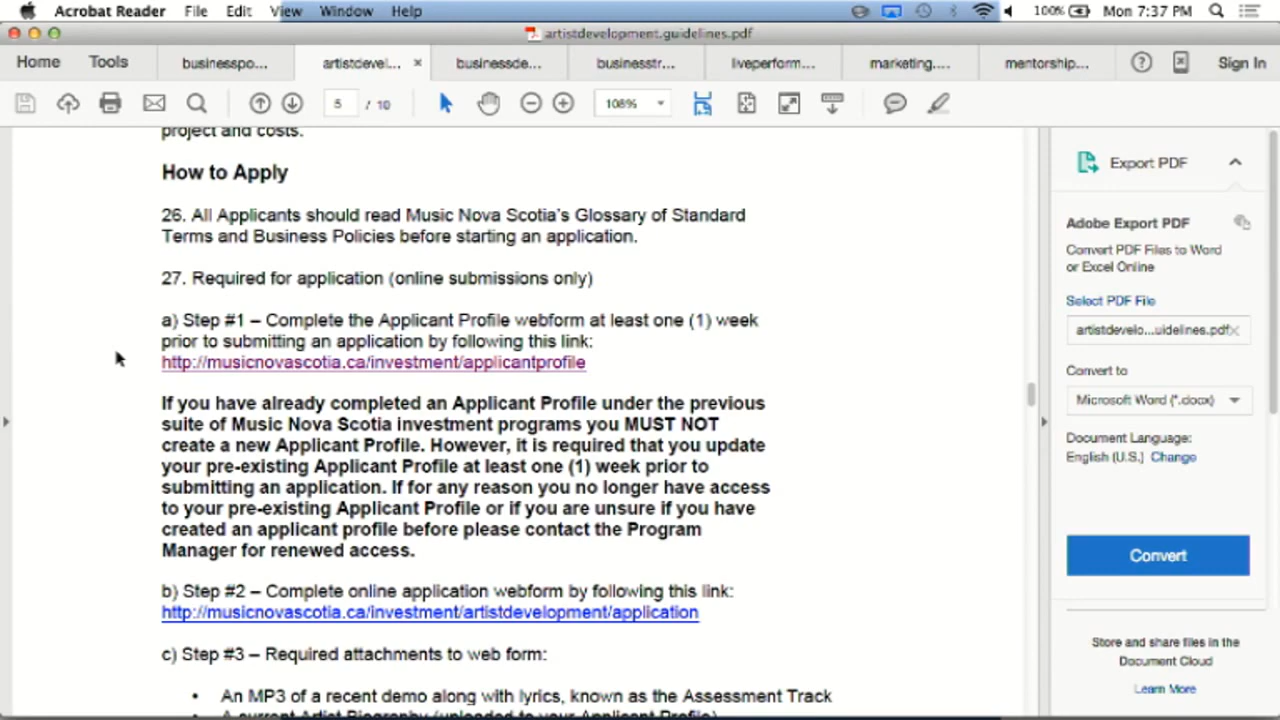 Acrobat Reader File Edit View Window Help 100% Mon 7:37 PM
artistdevelopment.guidelines.pdf
Home Tools businesspo... artistdevel... × businessde... businesstr... liveperform... marketing.... mentorship... Sign In
5 / 10 108%
project and costs.
How to Apply
26. All Applicants should read Music Nova Scotia's Glossary of Standard
Terms and Business Policies before starting an application.
27. Required for application (online submissions only)
a) Step #1 – Complete the Applicant Profile webform at least one (1) week
prior to submitting an application by following this link:
http://musicnovascotia.ca/investment/applicantprofile
If you have already completed an Applicant Profile under the previous
suite of Music Nova Scotia investment programs you MUST NOT
create a new Applicant Profile. However, it is required that you update
your pre-existing Applicant Profile at least one (1) week prior to
submitting an application. If for any reason you no longer have access
to your pre-existing Applicant Profile or if you are unsure if you have
created an applicant profile before please contact the Program
Manager for renewed access.
b) Step #2 – Complete online application webform by following this link:
http://musicnovascotia.ca/investment/artistdevelopment/application
c) Step #3 – Required attachments to web form:
• An MP3 of a recent demo along with lyrics, known as the Assessment Track
• A current Artist Biography (uploaded to your Applicant Profile)
Export PDF
Adobe Export PDF
Convert PDF Files to Word
or Excel Online
Select PDF File
artistdevelo...uidelines.pdf ×
Convert to
Microsoft Word (*.docx)
Document Language:
English (U.S.) Change
Convert
Store and share files in the
Document Cloud
Learn More